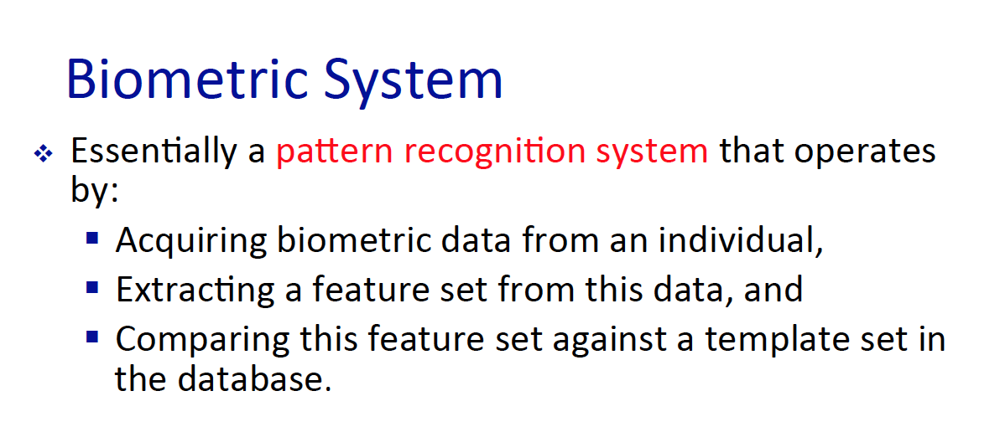 Biometric System
❖ Essentially a pattern recognition system that operates
by:
▪ Acquiring biometric data from an individual,
▪ Extracting a feature set from this data, and
▪ Comparing this feature set against a template set in
the database.